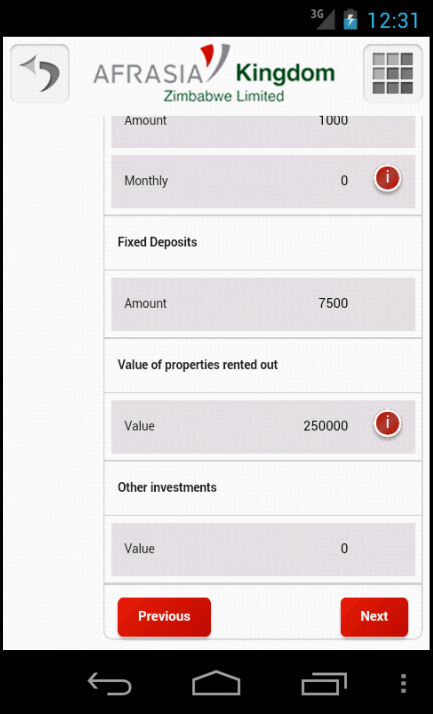 3G 12:31
AFRASIA Kingdom
Zimbabwe Limited
Amount 1000
Monthly 0 i
Fixed Deposits
Amount 7500
Value of properties rented out
Value 250000 i
Other investments
Value 0
Previous Next